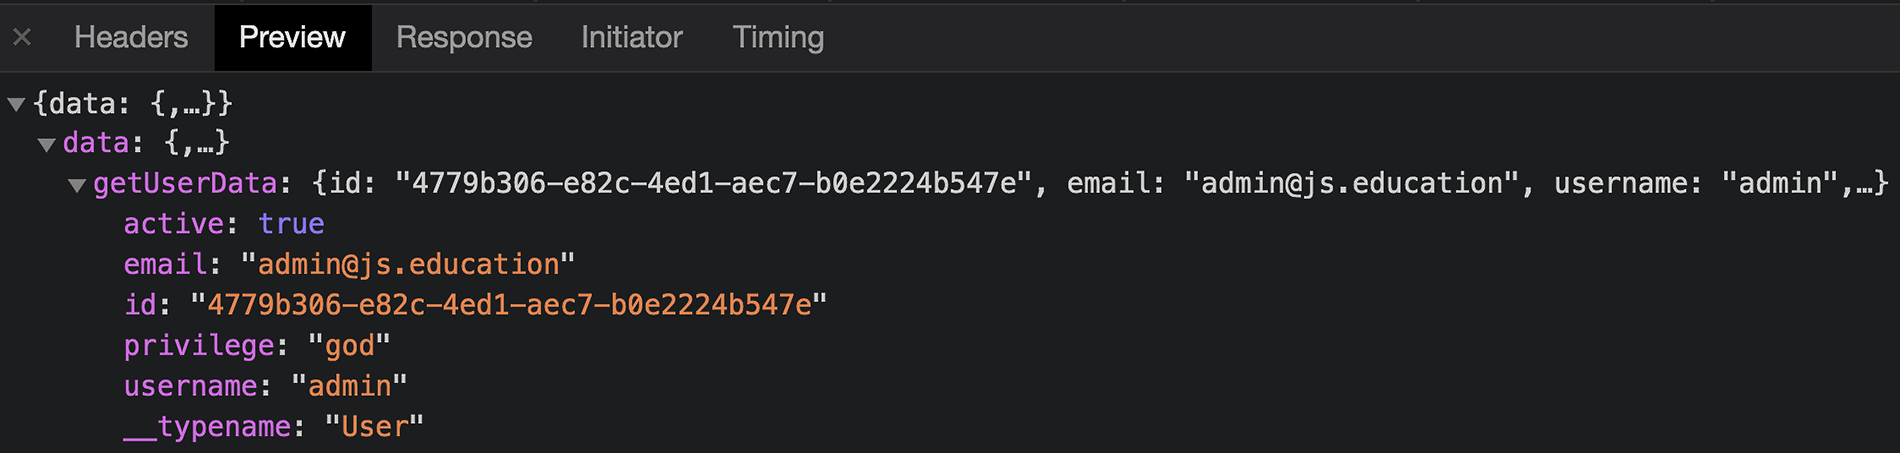 × Headers Preview Response Initiator Timing
▼{data: {,…}}
▼data: {,…}
▼getUserData: {id: "4779b306-e82c-4ed1-aec7-b0e2224b547e", email: "admin@js.education", username: "admin",…}
active: true
email: "admin@js.education"
id: "4779b306-e82c-4ed1-aec7-b0e2224b547e"
privilege: "god"
username: "admin"
__typename: "User"